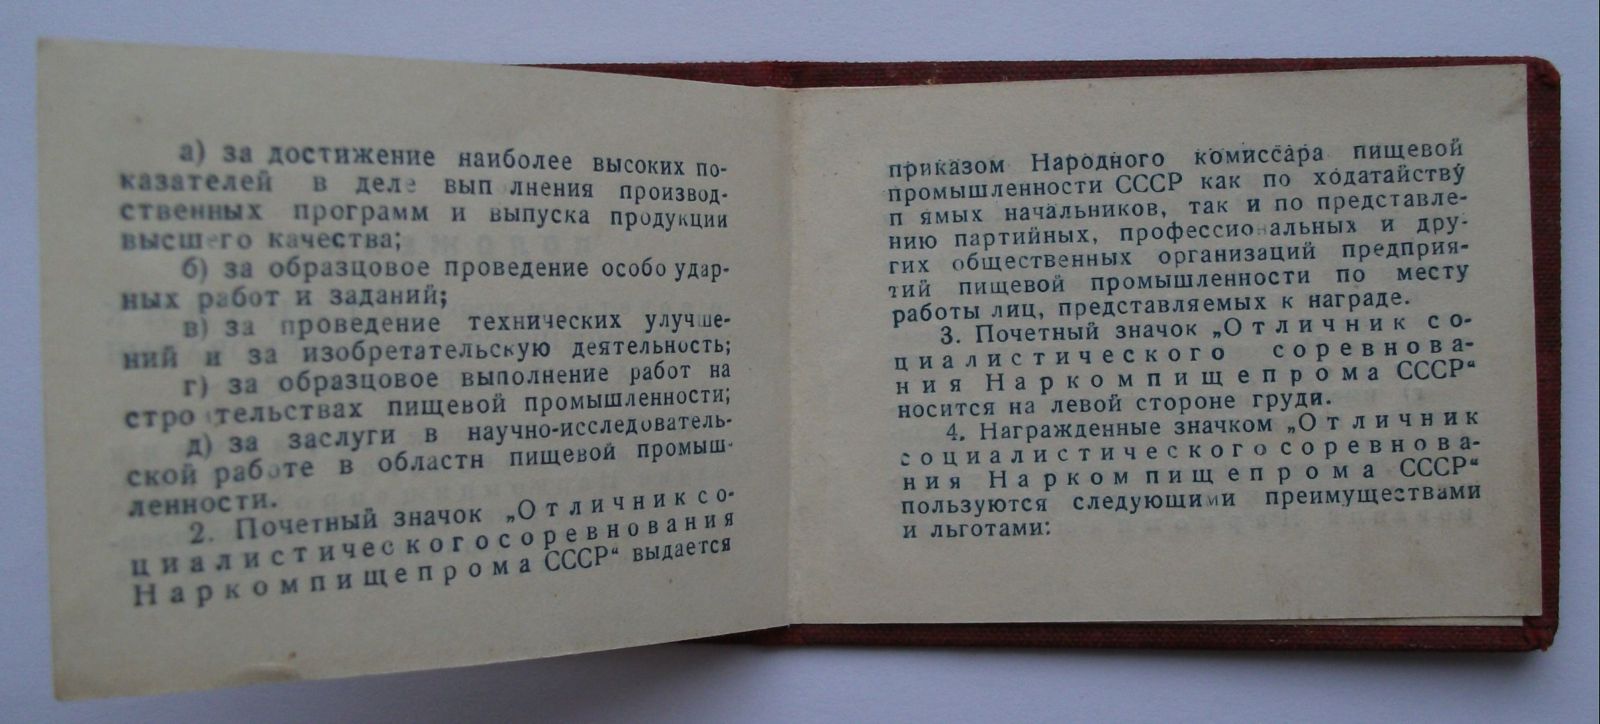 а) за достижение наиболее высоких по-
казателей в деле вып лнения производ-
ственных программ и выпуска продукции
высшего качества;
б) за образцовое проведение особо удар-
ных работ и заданий;
в) за проведение технических улучше-
ний и за изобретательскую деятельность;
г) за образцовое выполнение работ на
стро тельствах пищевой промышленности;
д) за заслуги в научно-исследователь-
ской работе в области пищевой промыш-
ленности.
2. Почетный значок „Отличник со-
циалистического соревнования
Наркомпищепрома СССР“ выдается
приказом Народного комиссара пищевой
промышленности СССР как по ходатайству
п ямых начальников, так и по представле-
нию партийных, профессиональных и дру-
гих общественных организаций предприя-
тий пищевой промышленности по месту
работы лиц, представляемых к награде.
3. Почетный значок „Отличник со-
циалистического соревнова-
ния Наркомпищепрома СССР“
носится на левой стороне груди.
4. Награжденные значком „Отличник
социалистического соревнова-
ния Наркомпищепрома СССР“
пользуются следующими преимуществами
и льготами: